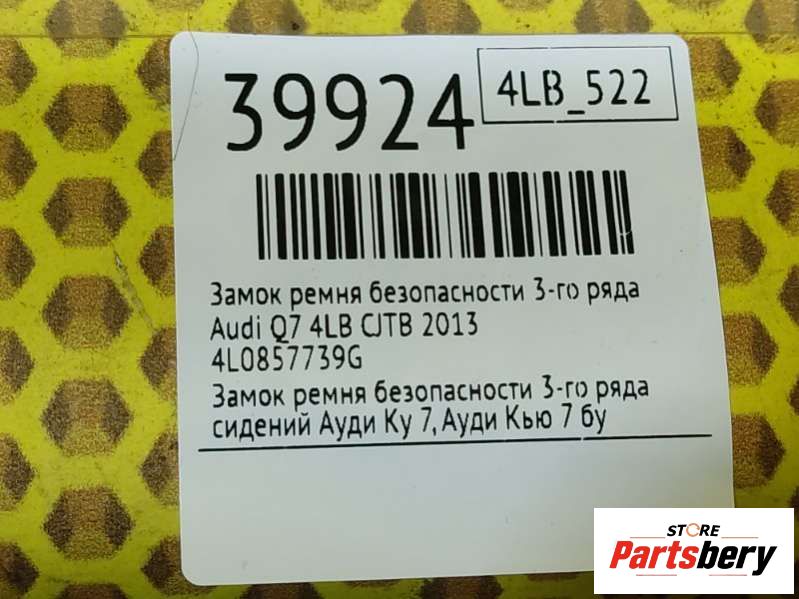 39924
4LB_522
Замок ремня безопасности 3-го ряда
Audi Q7 4LB CJTB 2013
4L0857739G
Замок ремня безопасности 3-го ряда
сидений Ауди Ку 7, Ауди Кью 7 бу
STORE
Partsbery